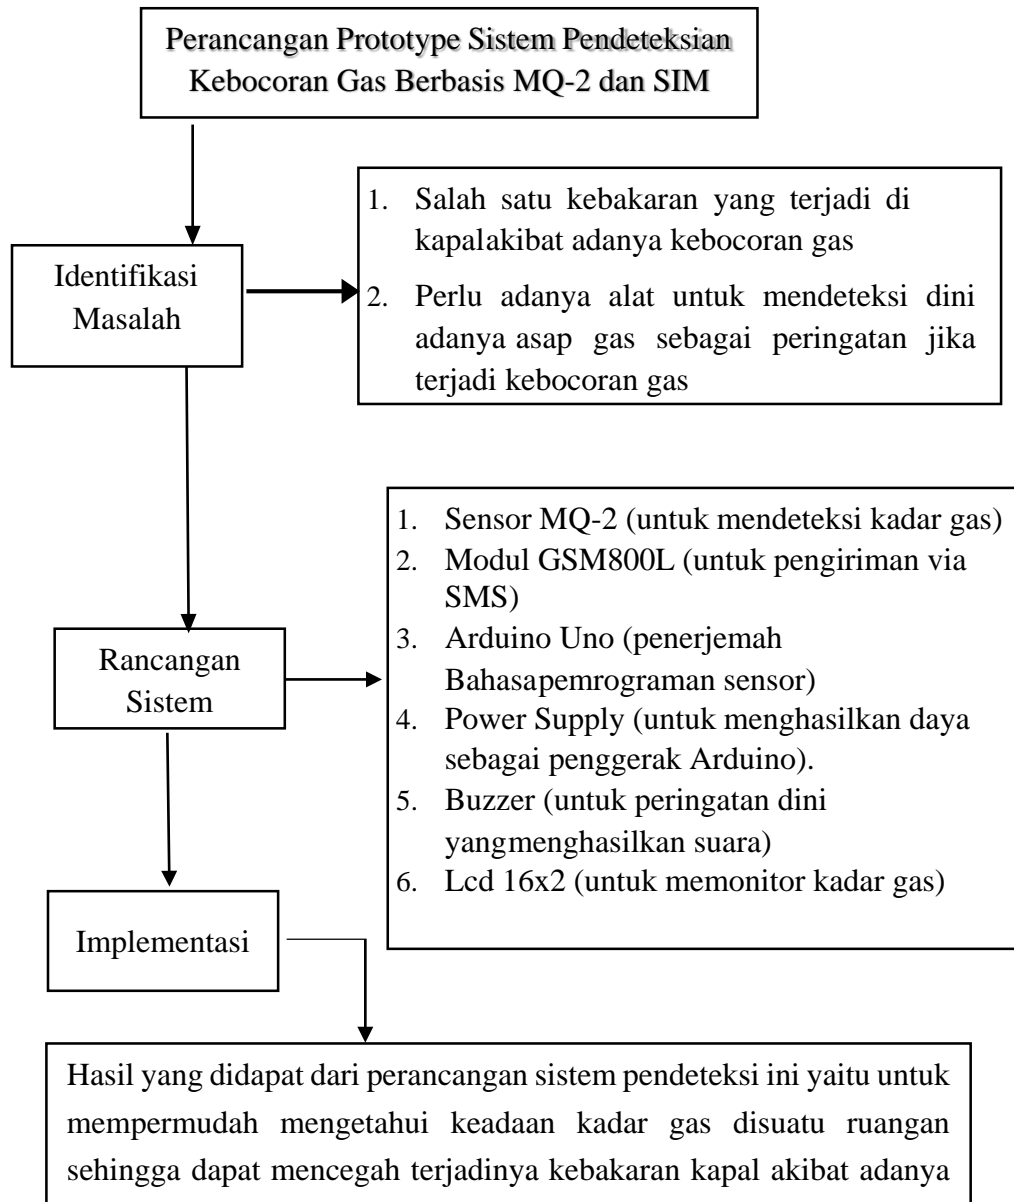 Perancangan Prototype Sistem Pendeteksian
Kebocoran Gas Berbasis MQ-2 dan SIM
Identifikasi
Masalah
1. Salah satu kebakaran yang terjadi di
kapalakibat adanya kebocoran gas
2. Perlu adanya alat untuk mendeteksi dini
adanya asap gas sebagai peringatan jika
terjadi kebocoran gas
Rancangan
Sistem
1. Sensor MQ-2 (untuk mendeteksi kadar gas)
2. Modul GSM800L (untuk pengiriman via
SMS)
3. Arduino Uno (penerjemah
Bahasapemrograman sensor)
4. Power Supply (untuk menghasilkan daya
sebagai penggerak Arduino).
5. Buzzer (untuk peringatan dini
yangmenghasilkan suara)
6. Lcd 16x2 (untuk memonitor kadar gas)
Implementasi
Hasil yang didapat dari perancangan sistem pendeteksi ini yaitu untuk
mempermudah mengetahui keadaan kadar gas disuatu ruangan
sehingga dapat mencegah terjadinya kebakaran kapal akibat adanya